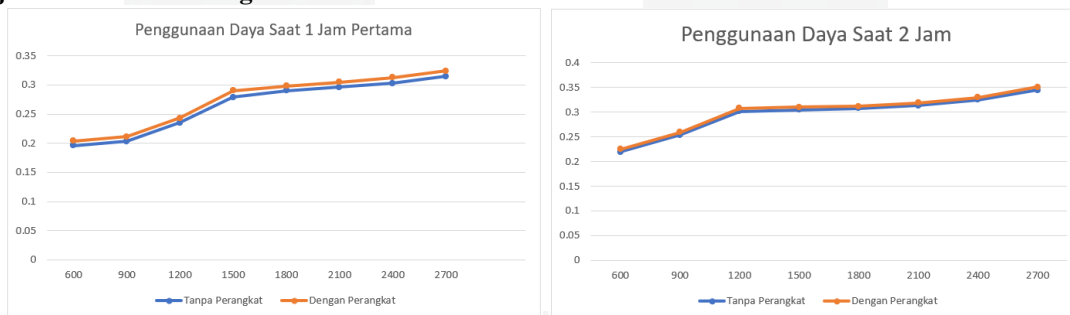 Penggunaan Daya Saat 1 Jam Pertama
0.35
0.3
0.25
0.2
0.15
0.1
0.05
0
600 900 1200 1500 1800 2100 2400 2700
Tanpa Perangkat Dengan Perangkat
Penggunaan Daya Saat 2 Jam
0.4
0.35
0.3
0.25
0.2
0.15
0.1
0.05
0
600 900 1200 1500 1800 2100 2400 2700
Tanpa Perangkat Dengan Perangkat